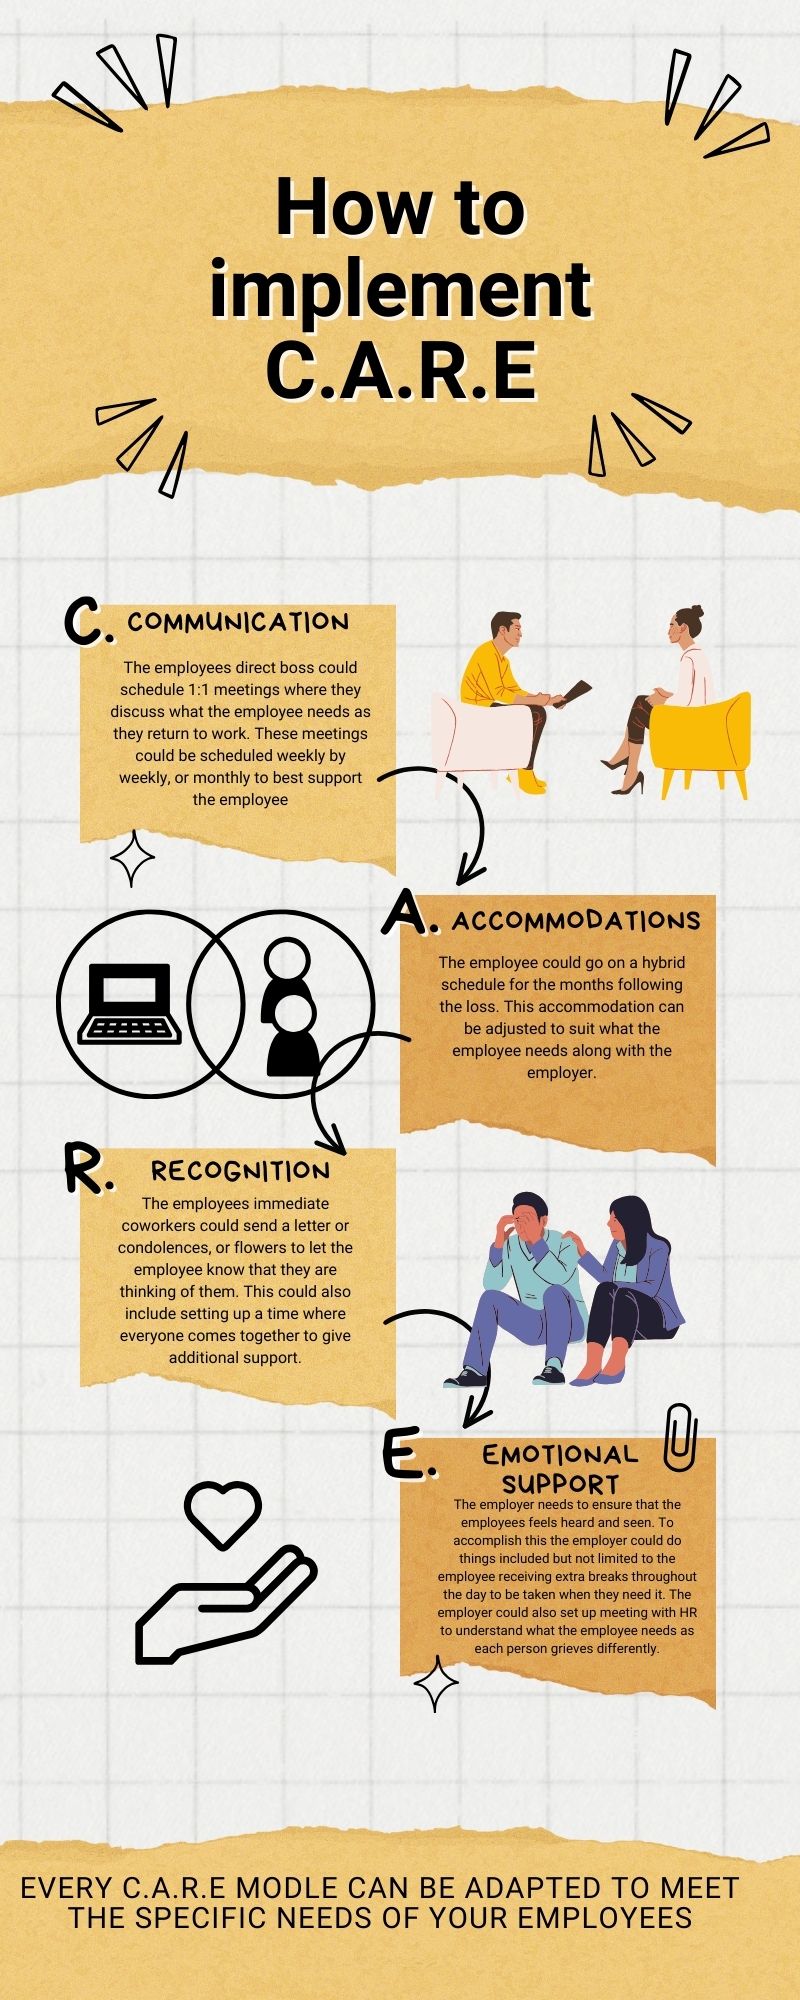 How to
implement
C.A.R.E
C. COMMUNICATION
The employees direct boss could
schedule 1:1 meetings where they
discuss what the employee needs as
they return to work. These meetings
could be scheduled weekly by
weekly, or monthly to best support
the employee
A. ACCOMMODATIONS
The employee could go on a hybrid
schedule for the months following
the loss. This accommodation can
be adjusted to suit what the
employee needs along with the
employer.
R. RECOGNITION
The employees immediate
coworkers could send a letter or
condolences, or flowers to let the
employee know that they are
thinking of them. This could also
include setting up a time where
everyone comes together to give
additional support.
E. EMOTIONAL
SUPPORT
The employer needs to ensure that the
employees feels heard and seen. To
accomplish this the employer could do
things included but not limited to the
employee receiving extra breaks throughout
the day to be taken when they need it. The
employer could also set up meeting with HR
to understand what the employee needs as
each person grieves differently.
EVERY C.A.R.E MODLE CAN BE ADAPTED TO MEET
THE SPECIFIC NEEDS OF YOUR EMPLOYEES